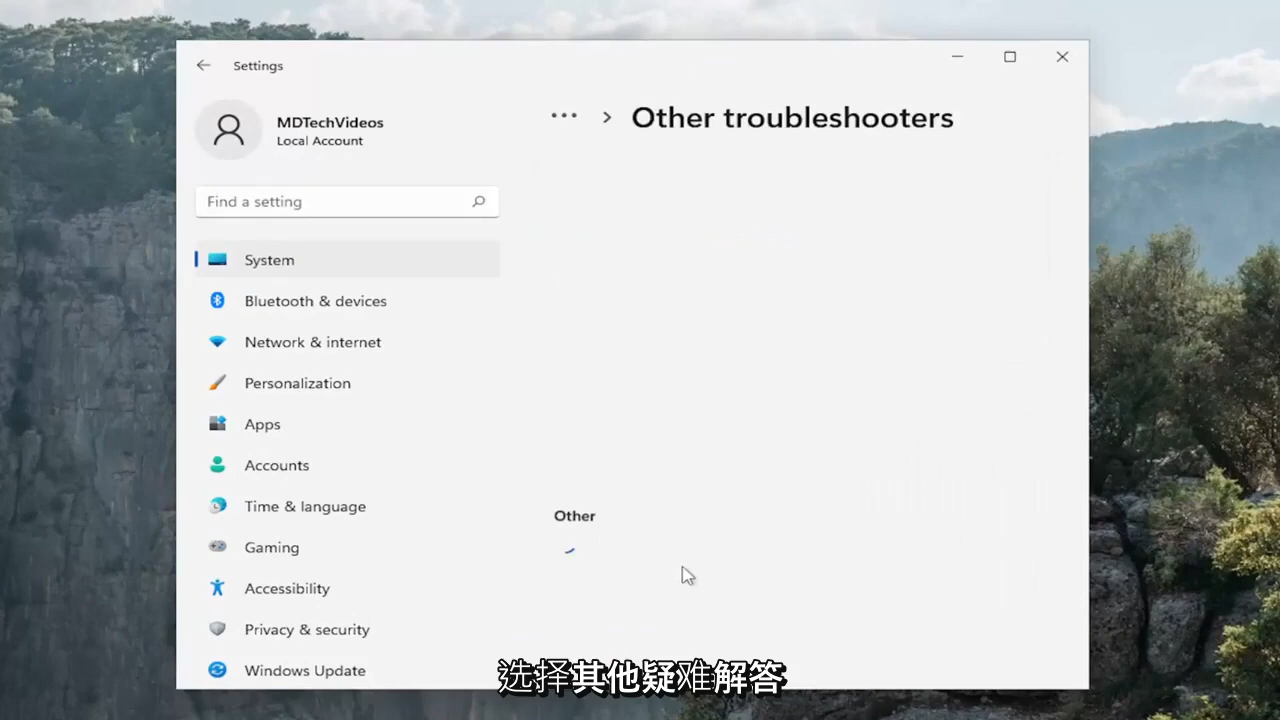 Settings
MDTechVideos
Local Account
Find a setting
System
Bluetooth & devices
Network & internet
Personalization
Apps
Accounts
Time & language
Gaming
Accessibility
Privacy & security
Windows Update
... > Other troubleshooters
Other
选择其他疑难解答